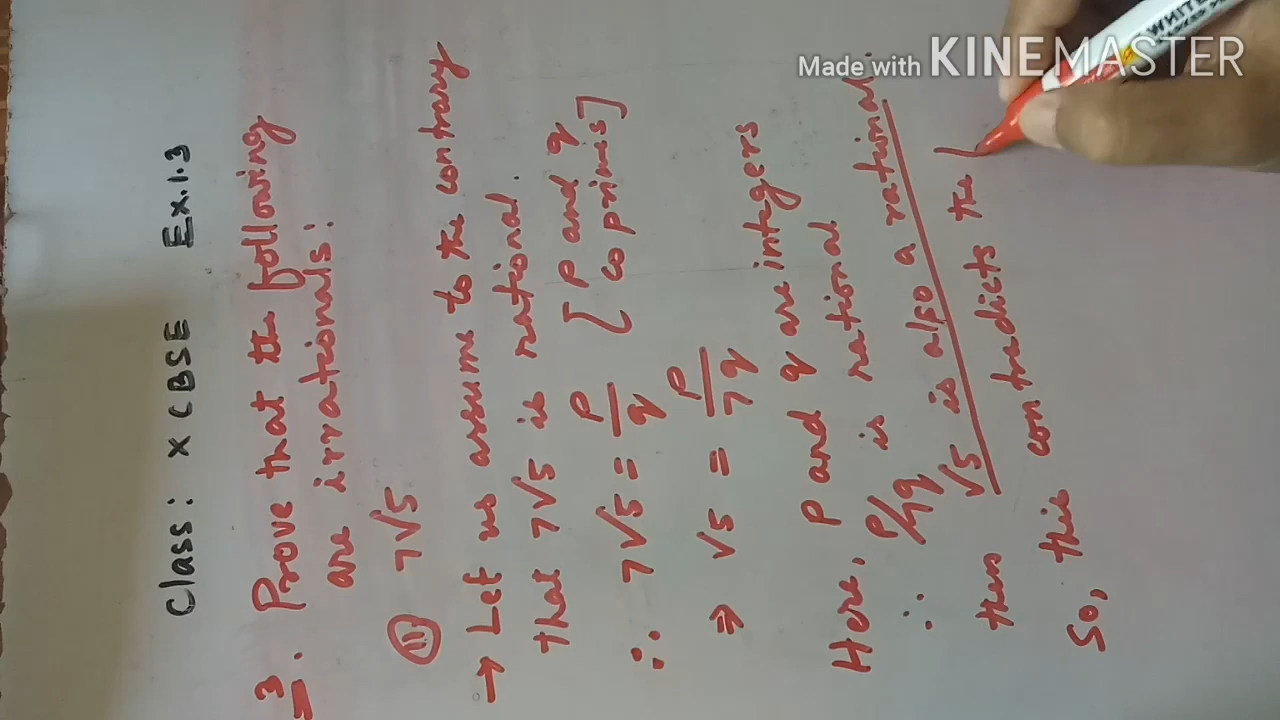 Class: X CBSE Ex.1.3
3. Prove that the following
are irrationals:
(ii) 7√5
→ Let us assume to the contrary
that 7√5 is rational.
∴ 7√5 = p/q [p and q
co primes]
⇒ √5 = p/7q
Here, p and q are integers
∴ p/7q is rational
then √5 is also a rational.
So, this contradicts the
Made with KINEMASTER
WHITE